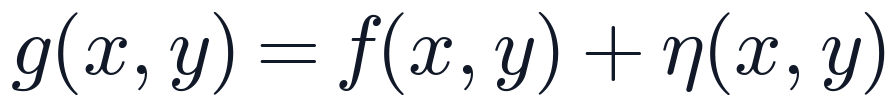 g(x, y) = f(x, y) + η(x, y)